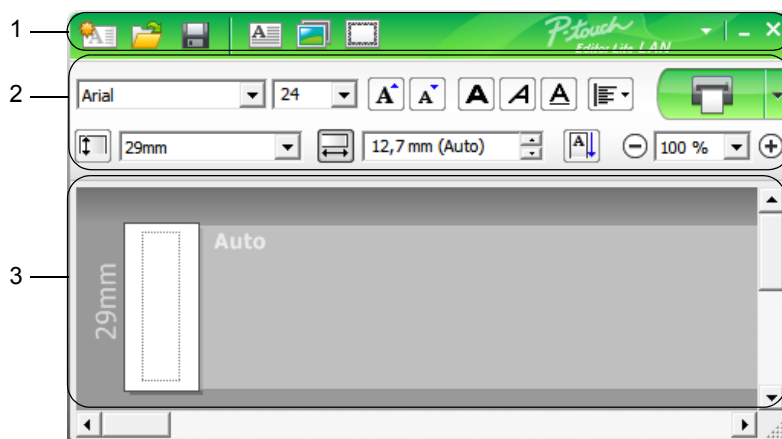 1
P-touch
Editor Lite LAN
2
Arial
24
A A A A A
29mm
12,7 mm (Auto)
A
100 %
3
Auto
29mm